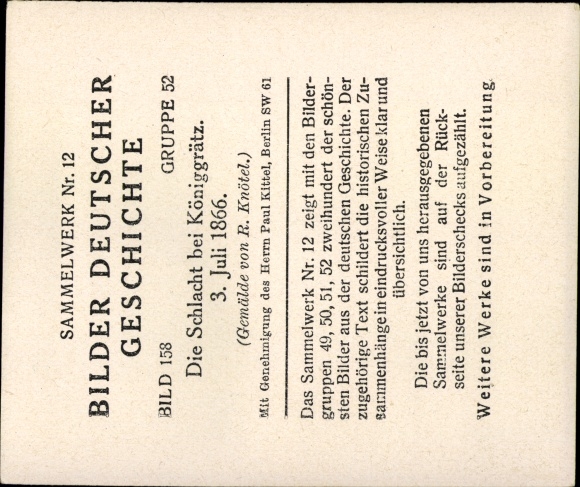 SAMMELWERK Nr. 12
BILDER DEUTSCHER
GESCHICHTE
BILD 158 GRUPPE 52
Die Schlacht bei Königgrätz.
3. Juli 1866.
(Gemälde von R. Knötel.)
Mit Genehmigung des Herrn Paul Kittel, Berlin SW 61
Das Sammelwerk Nr. 12 zeigt mit den Bilder-
gruppen 49, 50, 51, 52 zweihundert der schön-
sten Bilder aus der deutschen Geschichte. Der
zugehörige Text schildert die historischen Zu-
sammenhänge in eindrucksvoller Weise klar und
übersichtlich.
Die bis jetzt von uns herausgegebenen
Sammelwerke sind auf der Rück-
seite unserer Bilderschecks aufgezählt.
Weitere Werke sind in Vorbereitung.